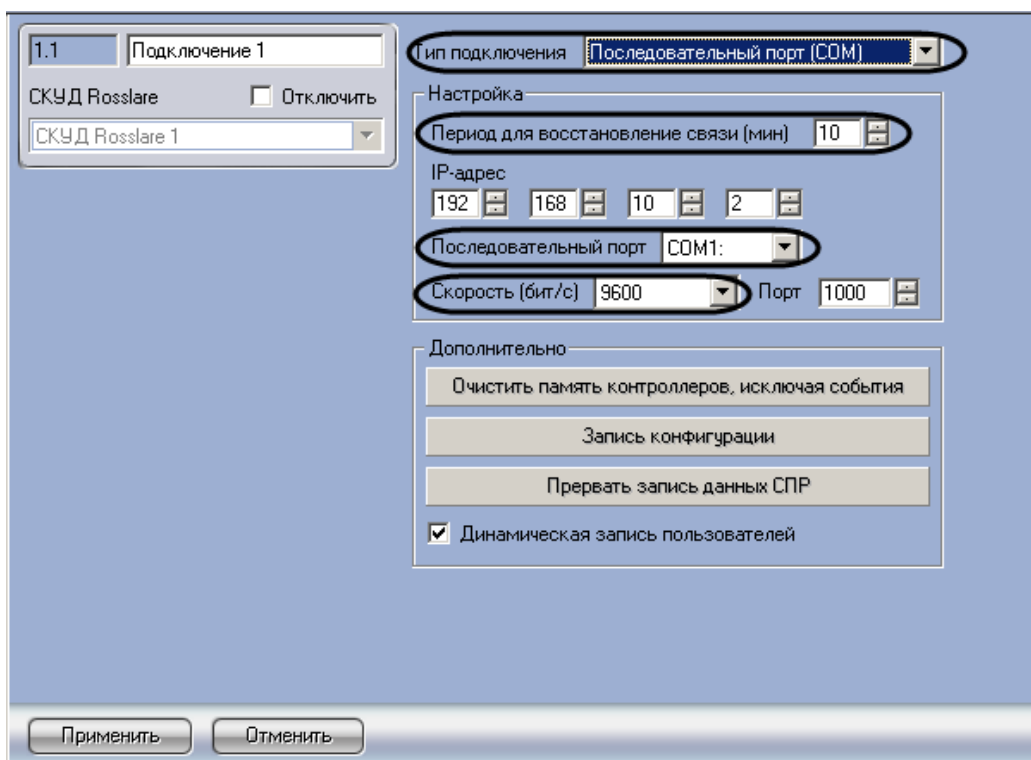 1.1 Подключение 1
СКУД Rosslare Отключить
СКУД Rosslare 1
Тип подключения Последовательный порт (COM)
Настройка
Период для восстановление связи (мин) 10
IP-адрес
192 168 10 2
Последовательный порт COM1:
Скорость (бит/с) 9600 Порт 1000
Дополнительно
Очистить память контроллеров, исключая события
Запись конфигурации
Прервать запись данных СПР
Динамическая запись пользователей
Применить Отменить